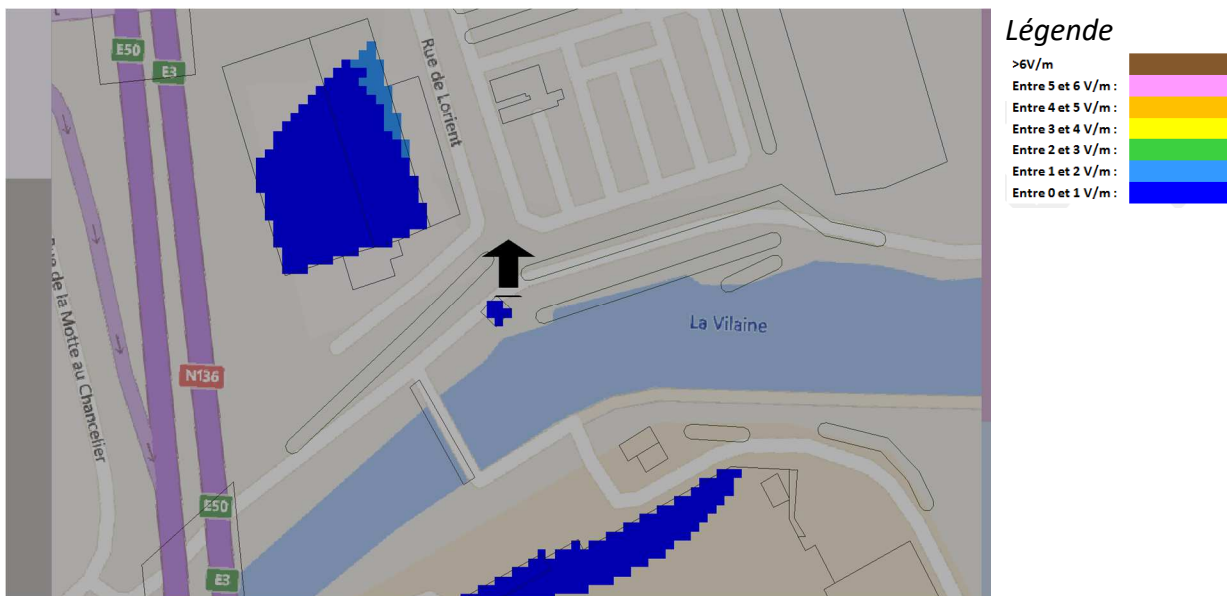 E50
E3
Rue de Lorient
Rue de la Motte au Chancelier
N136
La Vilaine
E50
E3
Légende
>6V/m
Entre 5 et 6 V/m :
Entre 4 et 5 V/m :
Entre 3 et 4 V/m :
Entre 2 et 3 V/m :
Entre 1 et 2 V/m :
Entre 0 et 1 V/m :